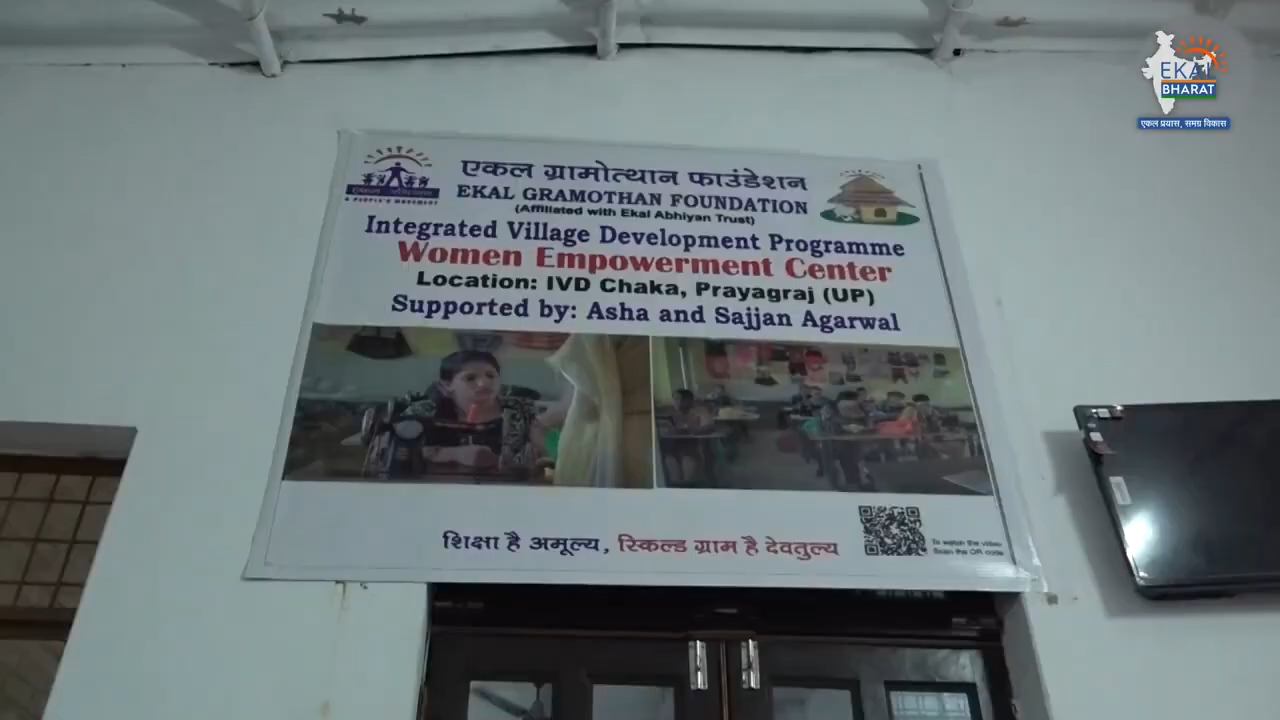 EKAL
BHARAT
एकल प्रयास, समग्र विकास
एकल ग्रामोत्थान फाउंडेशन
EKAL GRAMOTHAN FOUNDATION
(Affiliated with Ekal Abhiyan Trust)
A PEOPLE'S MOVEMENT
Integrated Village Development Programme
Women Empowerment Center
Location: IVD Chaka, Prayagraj (UP)
Supported by: Asha and Sajjan Agarwal
शिक्षा है अमूल्य, स्किल्ड ग्राम है देवतुल्य
To watch the video
Scan the QR code